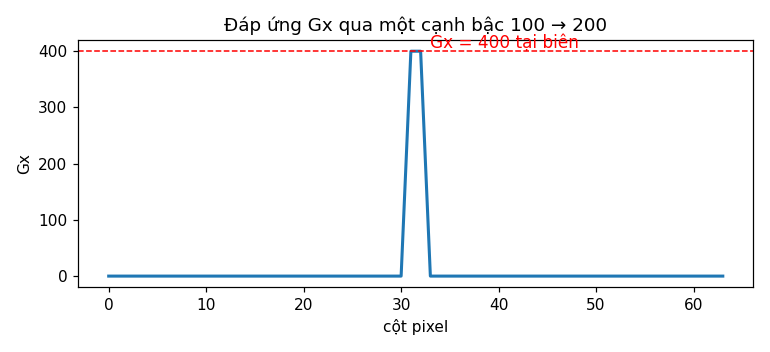 Đáp ứng Gx qua một cạnh bậc 100 → 200
Gx = 400 tại biên
400
300
200
100
0
Gx
0 10 20 30 40 50 60
cột pixel